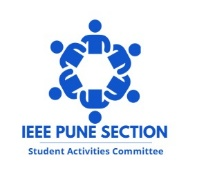 IEEE PUNE SECTION
Student Activities Committee